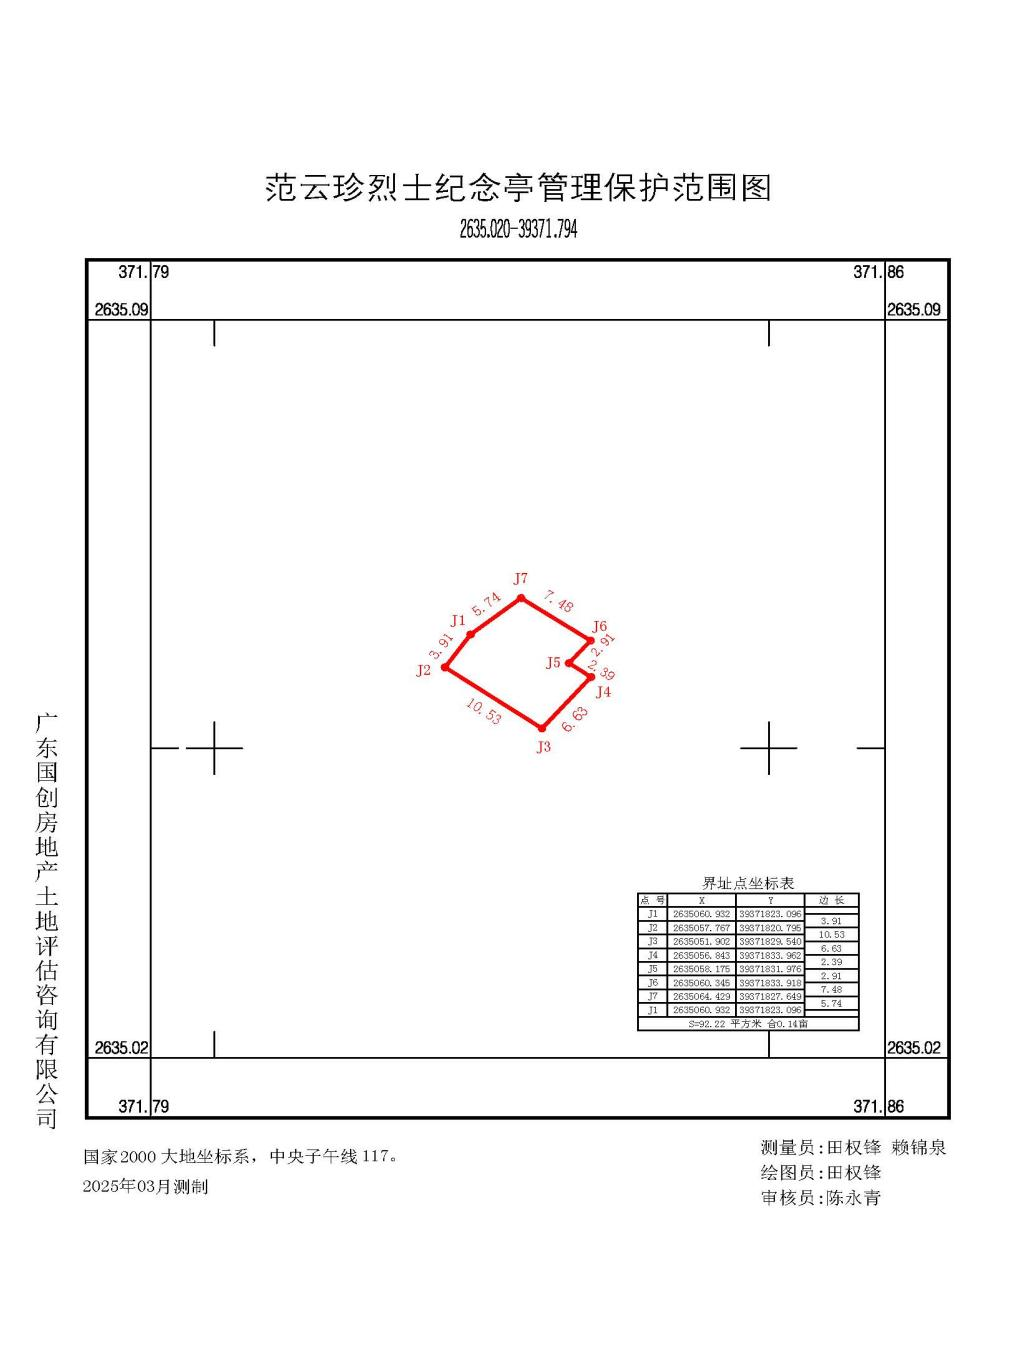 范云珍烈士纪念亭管理保护范围图
2635.020-39371.794
371.79
371.86
2635.09
2635.09
J7
5.74
7.48
J1
J6
3.91
2.91
J2
J5
2.39
J4
10.53
6.63
J3
广东国创房地产土地评估咨询有限公司
界址点坐标表
点 号 X Y 边 长
J1 2635060.932 39371823.096
3.91
J2 2635057.767 39371820.795
10.53
J3 2635051.902 39371829.540
6.63
J4 2635056.843 39371833.962
2.39
J5 2635058.175 39371831.976
2.91
J6 2635060.345 39371833.918
7.48
J7 2635064.429 39371827.649
5.74
J1 2635060.932 39371823.096
S=92.22 平方米 合0.14亩
2635.02
2635.02
371.79
371.86
国家2000大地坐标系，中央子午线117。
2025年03月测制
测量员:田权锋 赖锦泉
绘图员:田权锋
审核员:陈永青